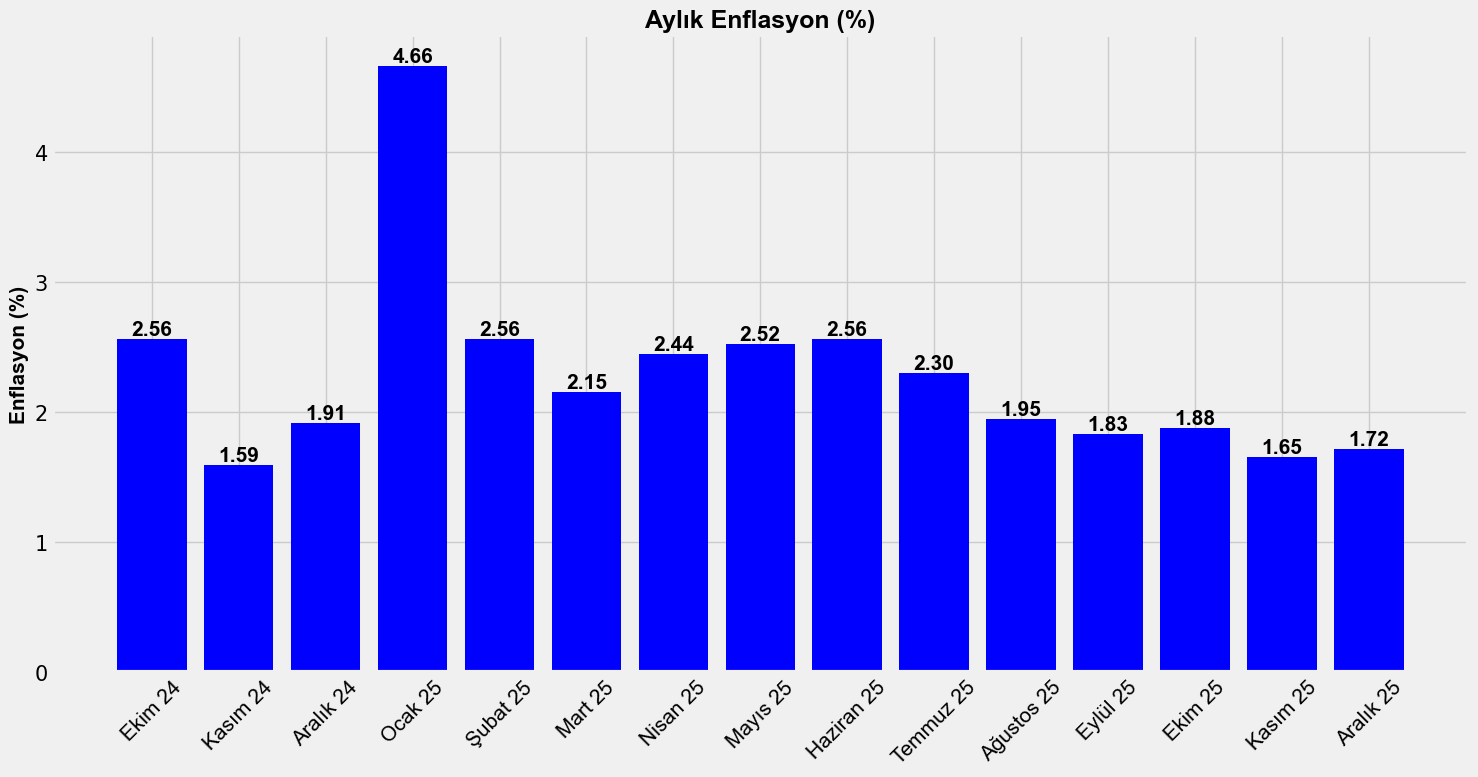 Aylık Enflasyon (%)
Enflasyon (%)
4
3
2
1
0
2.56
1.59
1.91
4.66
2.56
2.15
2.44
2.52
2.56
2.30
1.95
1.83
1.88
1.65
1.72
Ekim 24
Kasım 24
Aralık 24
Ocak 25
Şubat 25
Mart 25
Nisan 25
Mayıs 25
Haziran 25
Temmuz 25
Ağustos 25
Eylül 25
Ekim 25
Kasım 25
Aralık 25